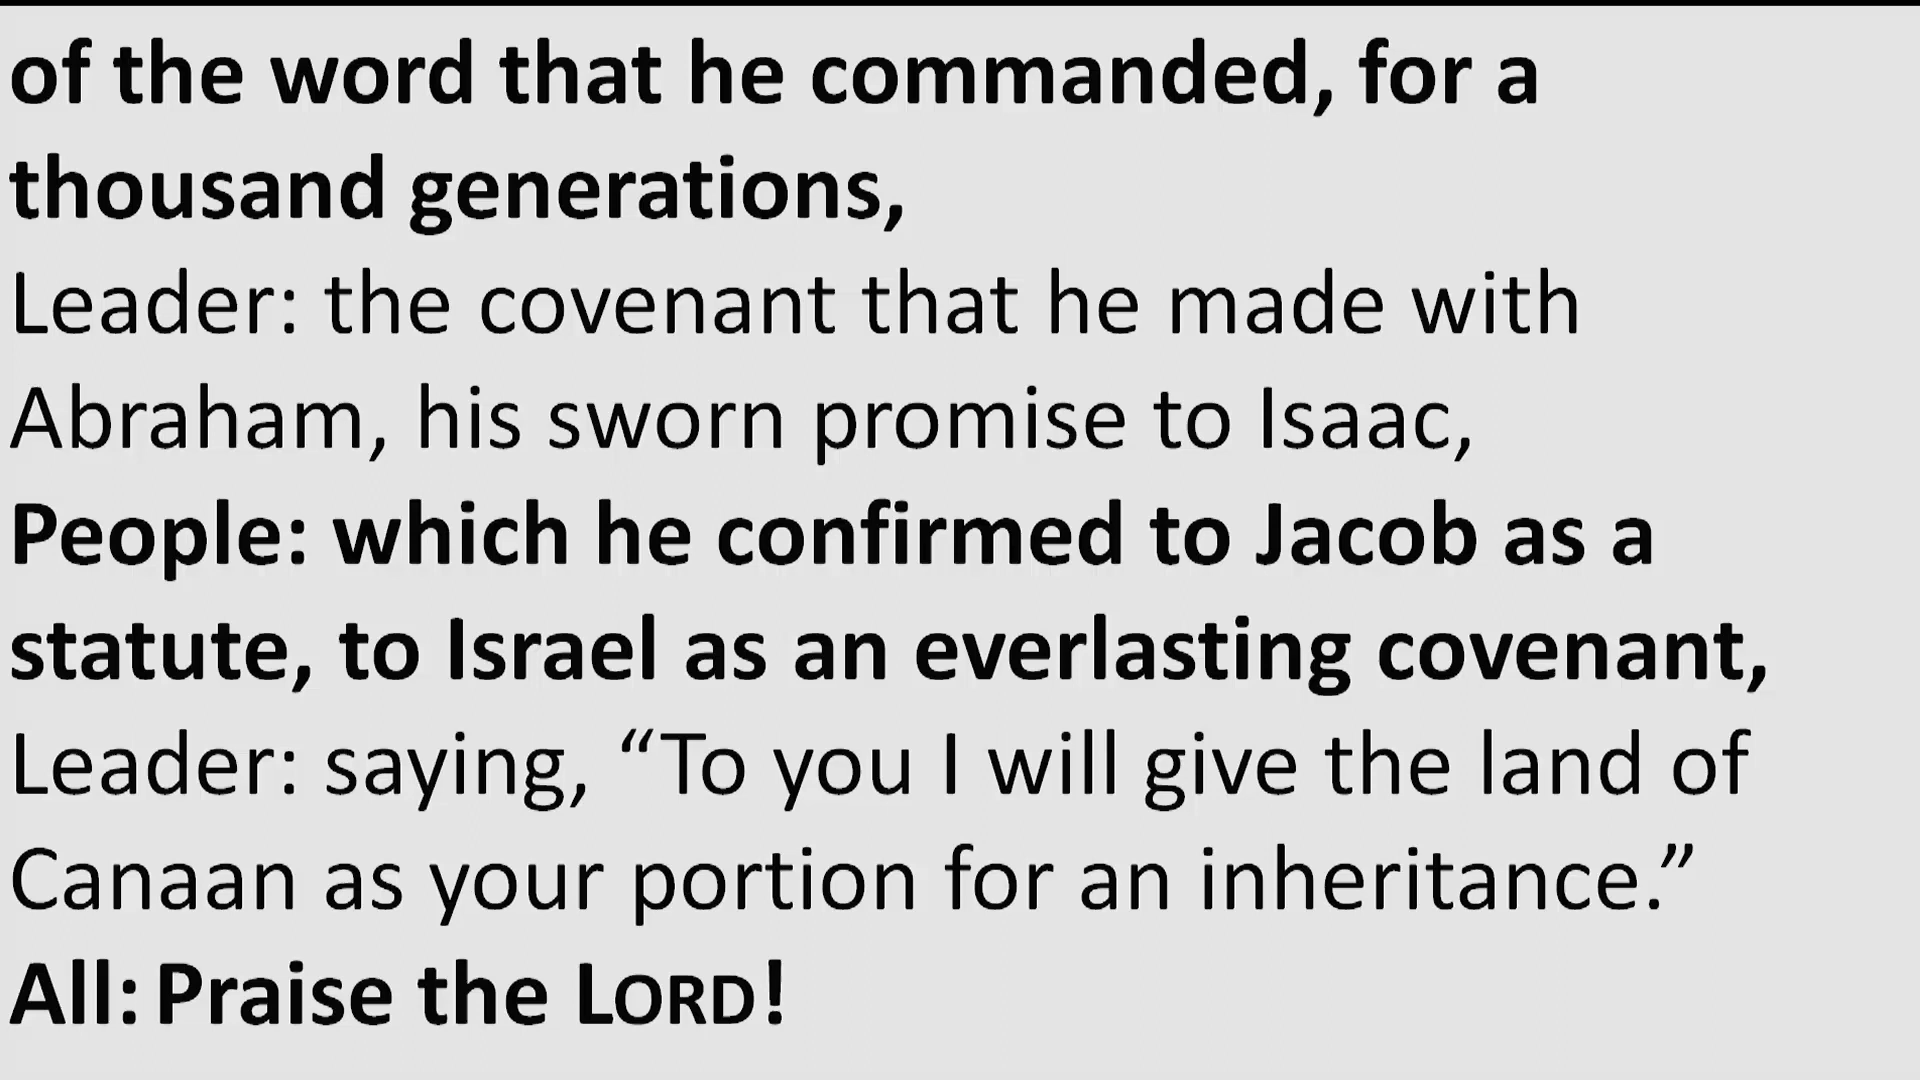 of the word that he commanded, for a
thousand generations,
Leader: the covenant that he made with
Abraham, his sworn promise to Isaac,
People: which he confirmed to Jacob as a
statute, to Israel as an everlasting covenant,
Leader: saying, “To you I will give the land of
Canaan as your portion for an inheritance.”
All: Praise the LORD!